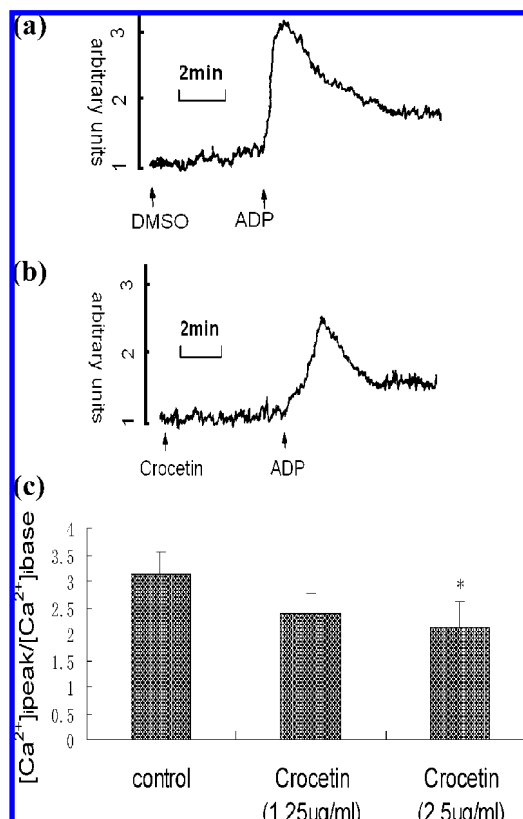 (a)
3
2
1
arbitrary units
2min
DMSO
ADP
(b)
3
2
1
arbitrary units
2min
Crocetin
ADP
(c)
[Ca2+]ipeak/[Ca2+]ibase
4
3.5
3
2.5
2
1.5
1
0.5
0
*
control
Crocetin
(1.25ug/ml)
Crocetin
(2.5ug/ml)